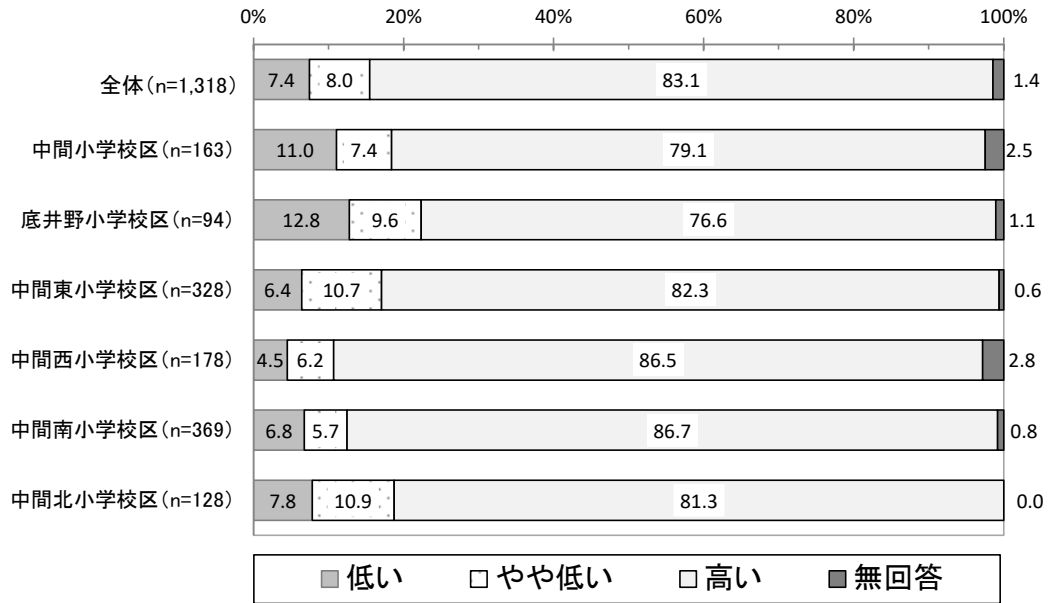 0% 20% 40% 60% 80% 100%
全体(n=1,318) 7.4 8.0 83.1 1.4
中間小学校区(n=163) 11.0 7.4 79.1 2.5
底井野小学校区(n=94) 12.8 9.6 76.6 1.1
中間東小学校区(n=328) 6.4 10.7 82.3 0.6
中間西小学校区(n=178) 4.5 6.2 86.5 2.8
中間南小学校区(n=369) 6.8 5.7 86.7 0.8
中間北小学校区(n=128) 7.8 10.9 81.3 0.0
低い やや低い 高い 無回答